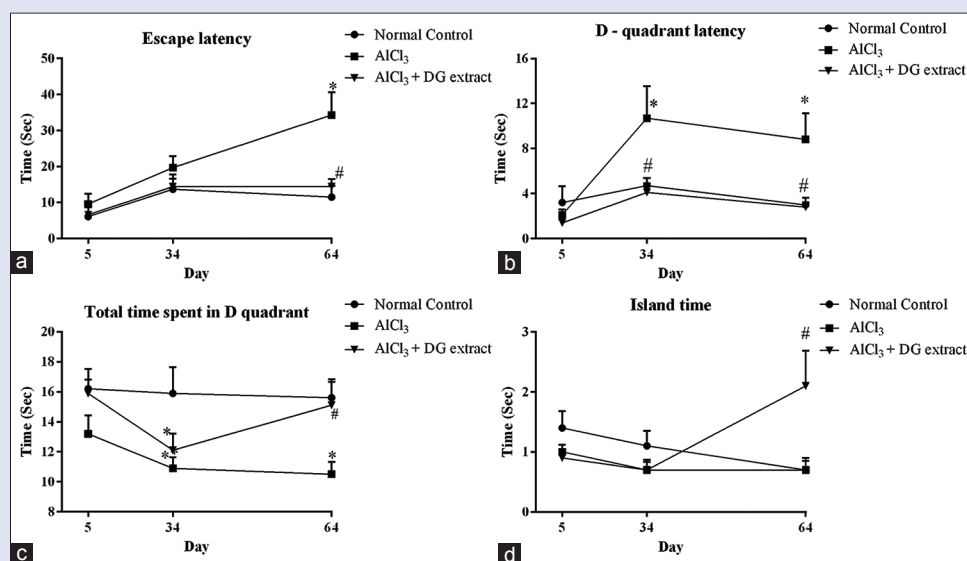 Escape latency
Normal Control
AlCl3
AlCl3 + DG extract
50
40
30
20
10
0
Time (Sec)
*
#
5 34 64
Day
a
D - quadrant latency
Normal Control
AlCl3
AlCl3 + DG extract
16
12
8
4
0
Time (Sec)
*
*
#
#
5 34 64
Day
b
Total time spent in D quadrant
Normal Control
AlCl3
AlCl3 + DG extract
20
18
16
14
12
10
8
Time (Sec)
*
*
#
*
5 34 64
Day
c
Island time
Normal Control
AlCl3
AlCl3 + DG extract
3
2
1
0
Time (Sec)
#
5 34 64
Day
d